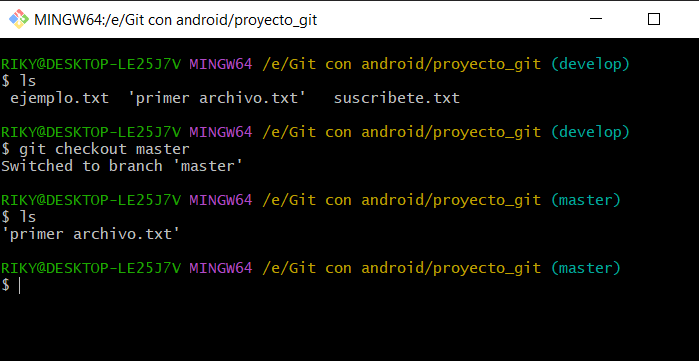 MINGW64:/e/Git con android/proyecto_git
RIKY@DESKTOP-LE25J7V MINGW64 /e/Git con android/proyecto_git (develop)
$ ls
 ejemplo.txt  'primer archivo.txt'   suscribete.txt
RIKY@DESKTOP-LE25J7V MINGW64 /e/Git con android/proyecto_git (develop)
$ git checkout master
Switched to branch 'master'
RIKY@DESKTOP-LE25J7V MINGW64 /e/Git con android/proyecto_git (master)
$ ls
'primer archivo.txt'
RIKY@DESKTOP-LE25J7V MINGW64 /e/Git con android/proyecto_git (master)
$